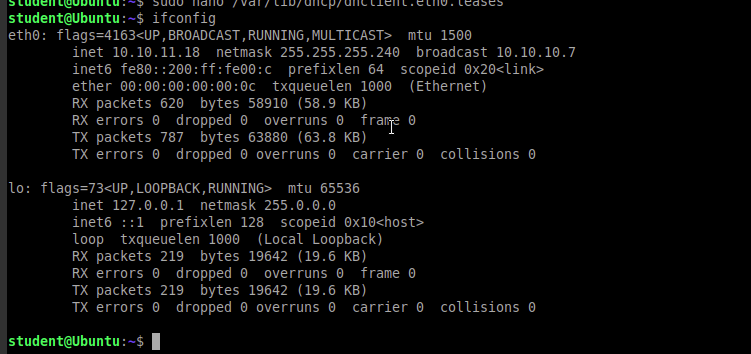 student@Ubuntu:~$ sudo nano /var/lib/dhcp/dhclient.eth0.leases
student@Ubuntu:~$ ifconfig
eth0: flags=4163<UP,BROADCAST,RUNNING,MULTICAST>  mtu 1500
        inet 10.10.11.18  netmask 255.255.255.240  broadcast 10.10.10.7
        inet6 fe80::200:ff:fe00:c  prefixlen 64  scopeid 0x20<link>
        ether 00:00:00:00:00:0c  txqueuelen 1000  (Ethernet)
        RX packets 620  bytes 58910 (58.9 KB)
        RX errors 0  dropped 0  overruns 0  frame 0
        TX packets 787  bytes 63880 (63.8 KB)
        TX errors 0  dropped 0 overruns 0  carrier 0  collisions 0
lo: flags=73<UP,LOOPBACK,RUNNING>  mtu 65536
        inet 127.0.0.1  netmask 255.0.0.0
        inet6 ::1  prefixlen 128  scopeid 0x10<host>
        loop  txqueuelen 1000  (Local Loopback)
        RX packets 219  bytes 19642 (19.6 KB)
        RX errors 0  dropped 0  overruns 0  frame 0
        TX packets 219  bytes 19642 (19.6 KB)
        TX errors 0  dropped 0 overruns 0  carrier 0  collisions 0
student@Ubuntu:~$